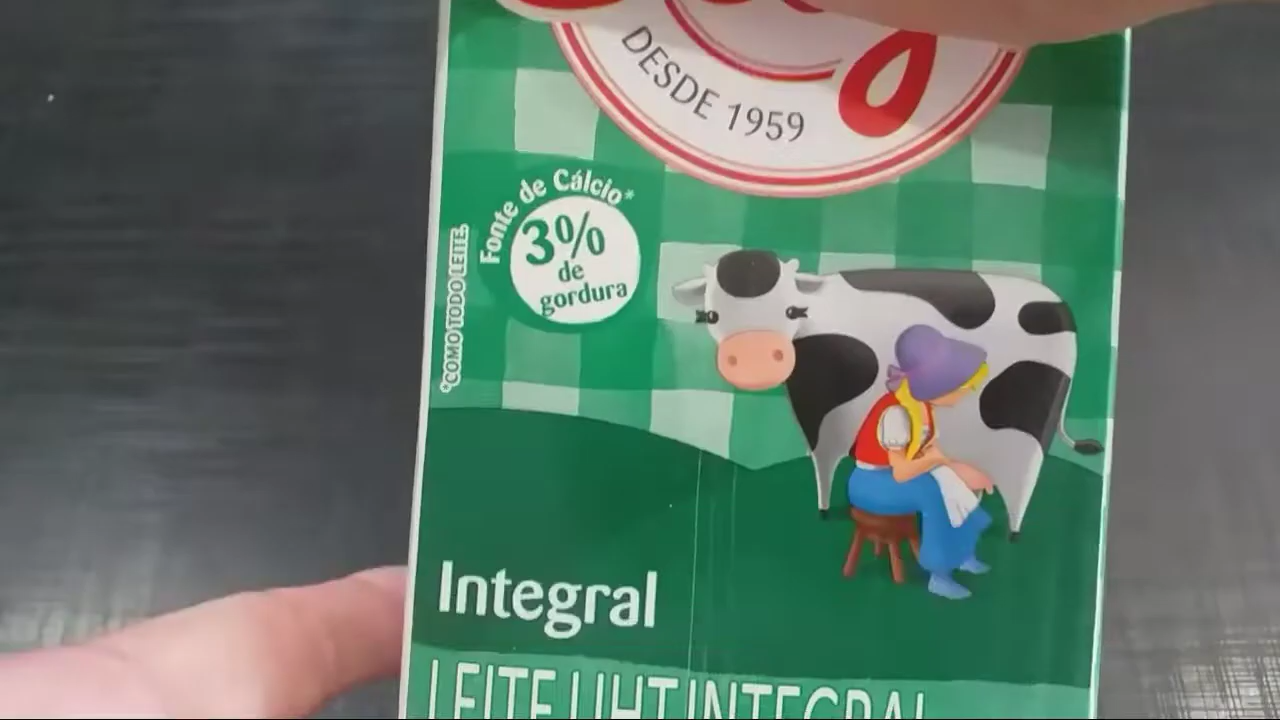 DESDE 1959
Fonte de Cálcio*
3%
de
gordura
*COMO TODO LEITE.
Integral
LEITE UHT INTEGRAL